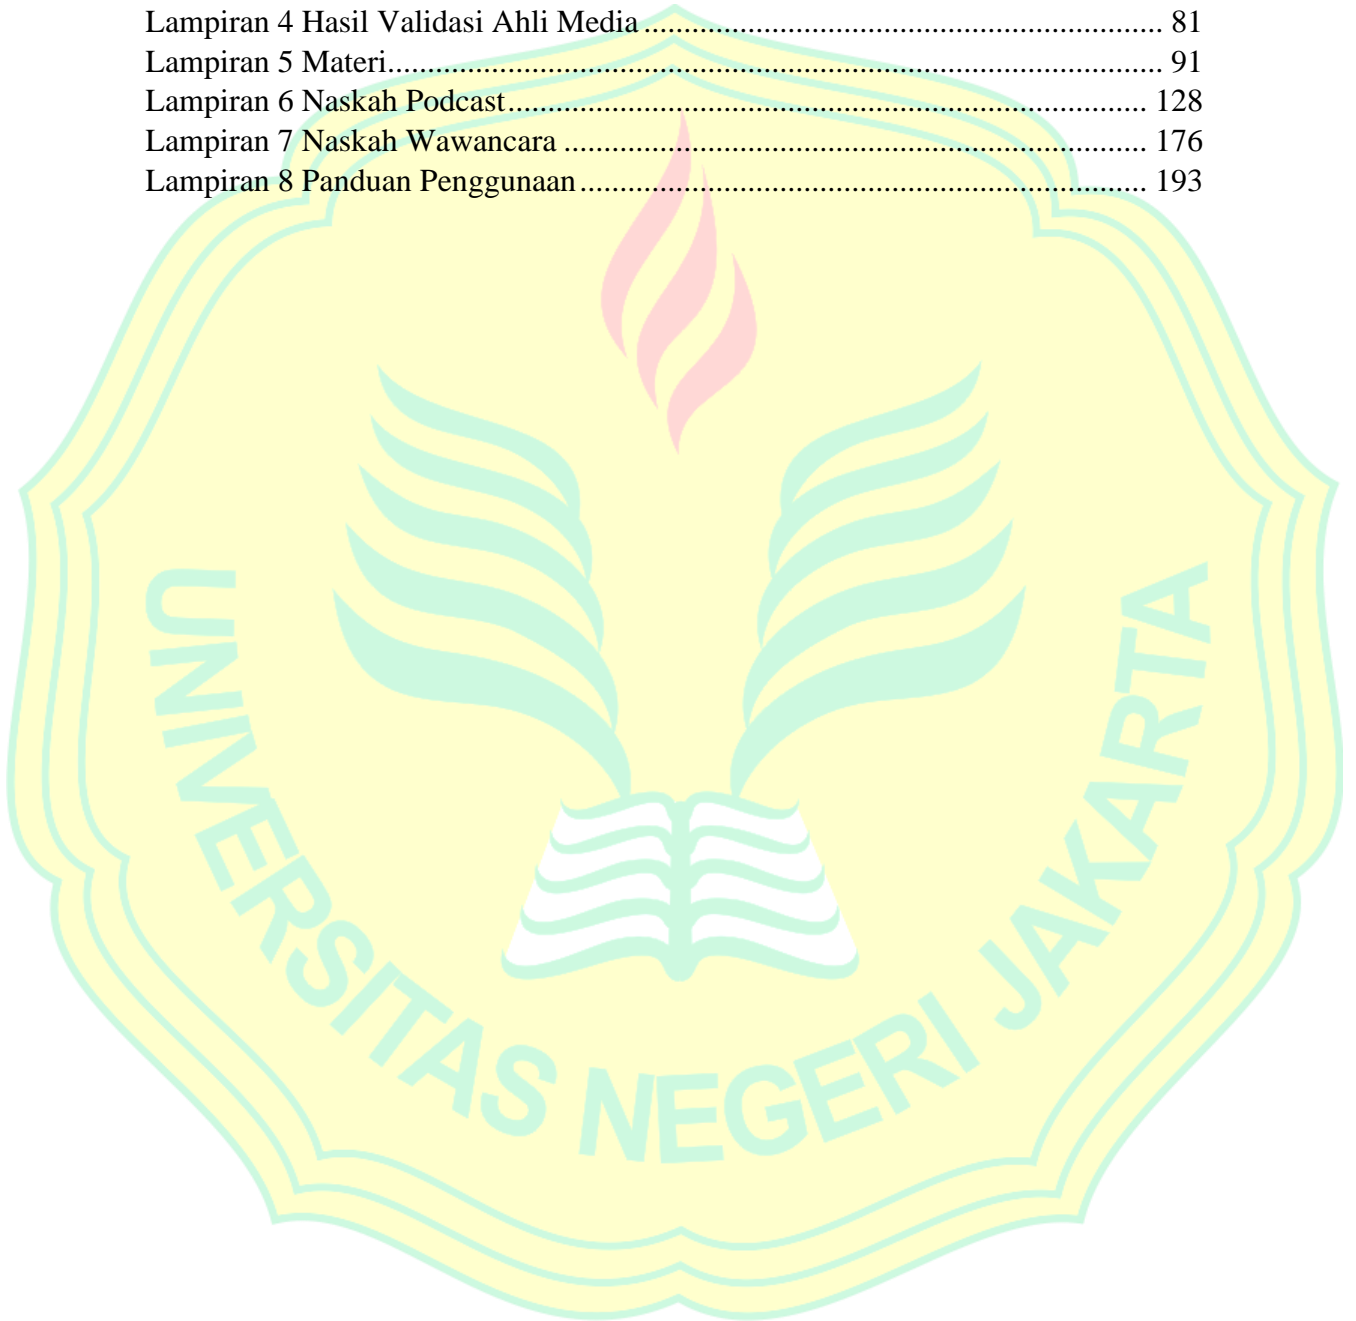 Lampiran 4 Hasil Validasi Ahli Media ................................................................. 81
Lampiran 5 Materi................................................................................................. 91
Lampiran 6 Naskah Podcast................................................................................ 128
Lampiran 7 Naskah Wawancara ......................................................................... 176
Lampiran 8 Panduan Penggunaan ....................................................................... 193
UNIVERSITAS NEGERI JAKARTA